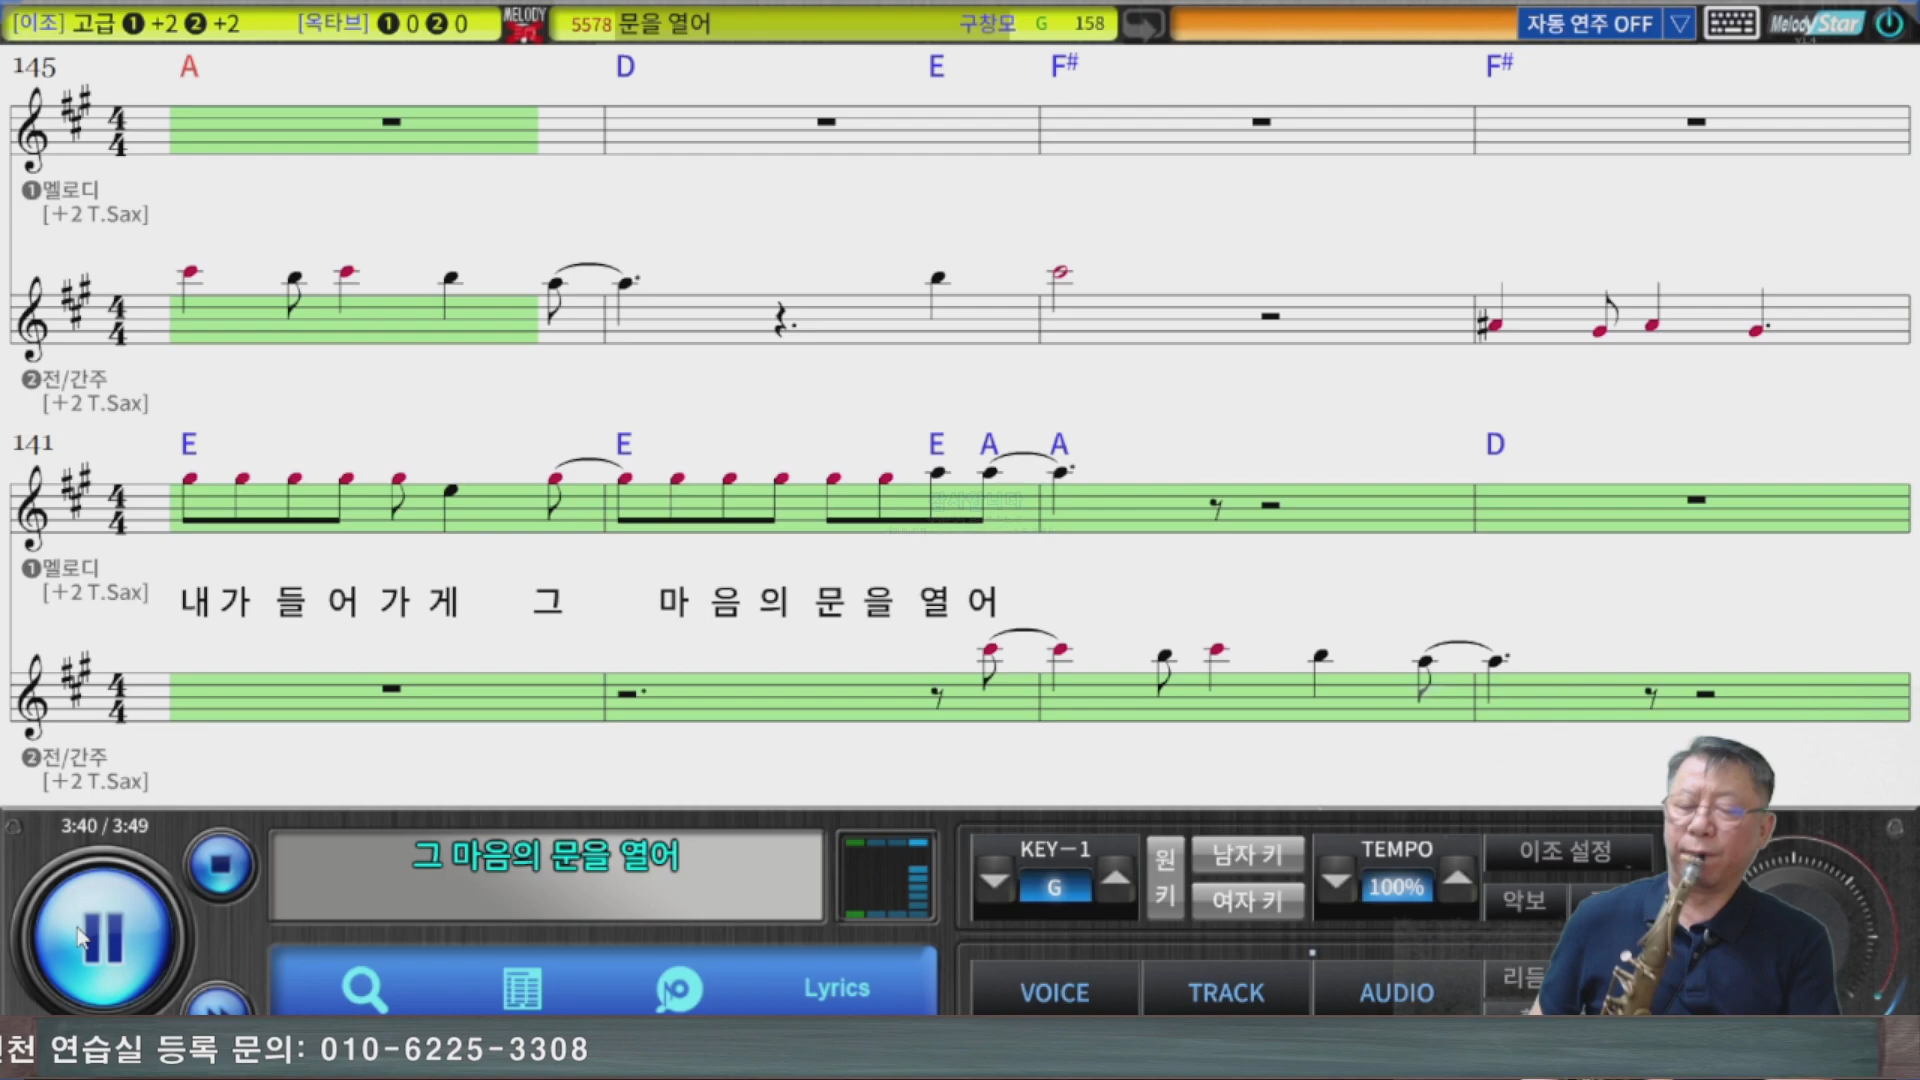 [이조] 고급 ❶ +2 ❷ +2 [옥타브] ❶ 0 ❷ 0 MELODY 5578 문을 열어 구창모 G 158 자동 연주 OFF MelodyStar
145 A D E F# F#
❶멜로디
[+2 T.Sax]
❷전/간주
[+2 T.Sax]
141 E E E A A D
❶멜로디
[+2 T.Sax]
내 가 들 어 가 게 그 마 음 의 문 을 열 어
❷전/간주
[+2 T.Sax]
3:40 / 3:49
그 마음의 문을 열어
KEY-1 G
원키
남자 키
여자 키
TEMPO 100%
이조 설정
악보
Lyrics
VOICE TRACK AUDIO
천 연습실 등록 문의: 010-6225-3308